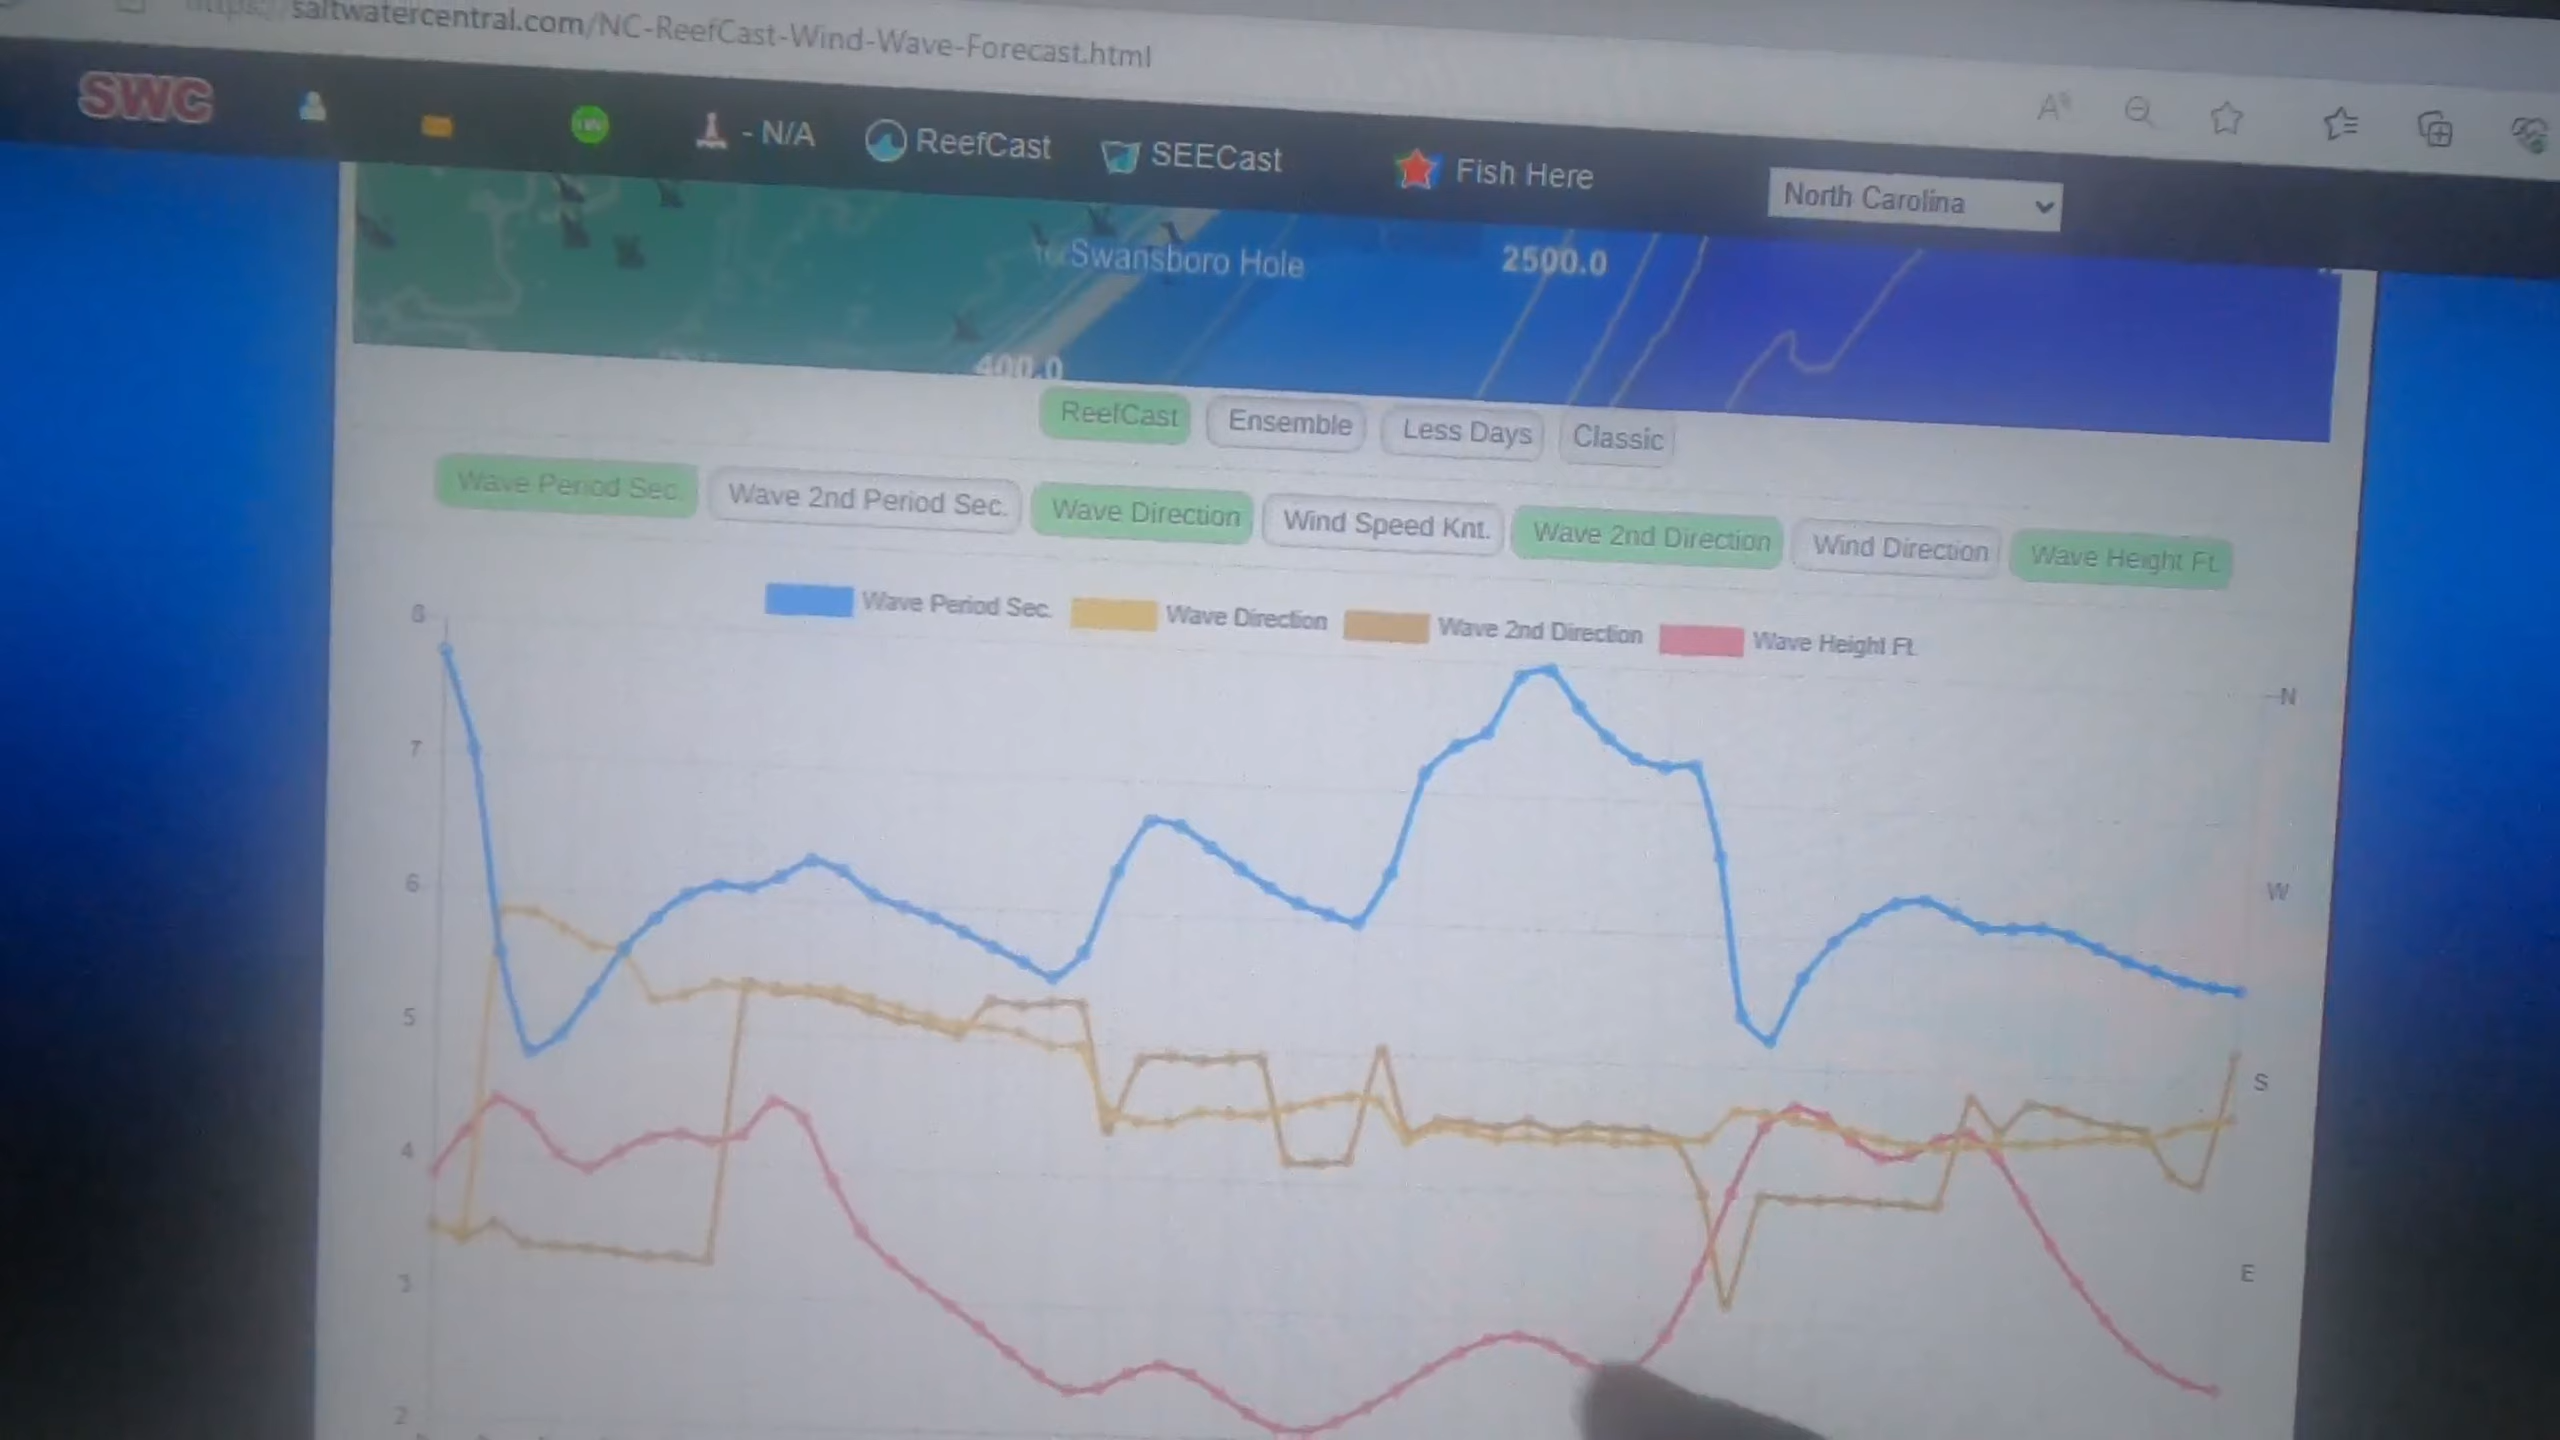 saltwatercentral.com/NC-ReefCast-Wind-Wave-Forecast.html
SWC - N/A ReefCast SEECast Fish Here North Carolina
Swansboro Hole 2500.0
400.0
ReefCast Ensemble Less Days Classic
Wave Period Sec. Wave 2nd Period Sec. Wave Direction Wind Speed Knt. Wave 2nd Direction Wind Direction Wave Height Ft.
Wave Period Sec. Wave Direction Wave 2nd Direction Wave Height Ft.
8
N
7
6
W
5
S
4
E
3
2